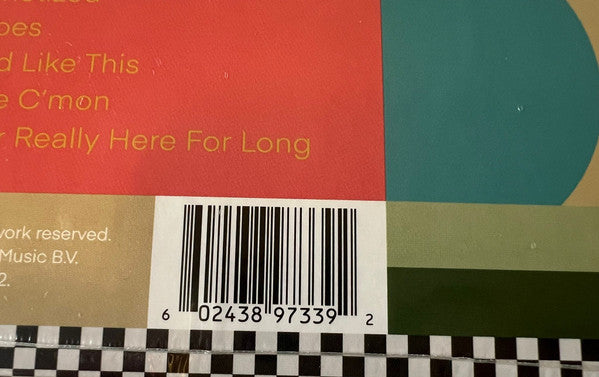 oes
d Like This
e C'mon
r Really Here For Long
work reserved.
Music B.V.
2.
6 02438 97339 2